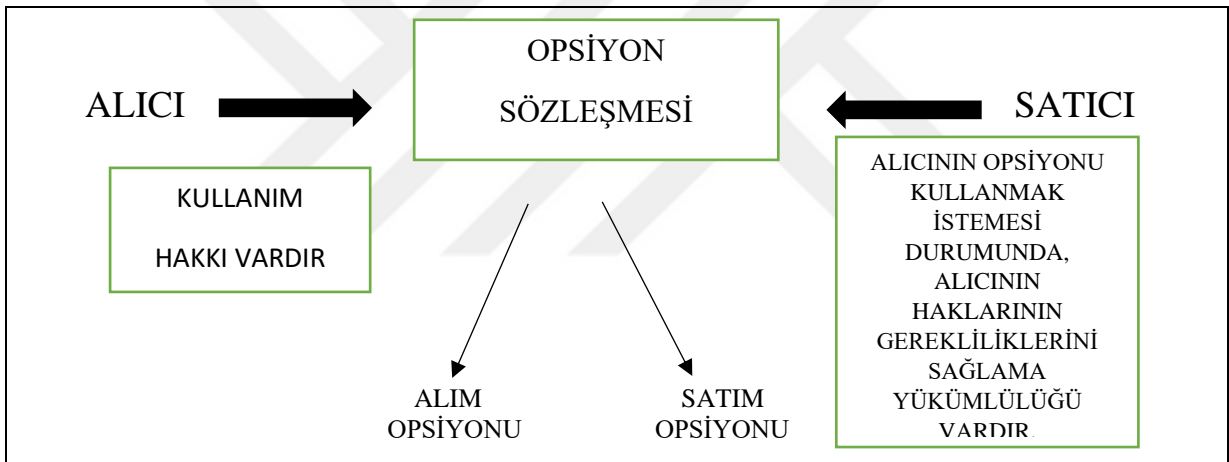 OPSİYON
SÖZLEŞMESİ
ALICI
SATICI
KULLANIM
HAKKI VARDIR
ALICININ OPSİYONU
KULLANMAK
İSTEMESİ
DURUMUNDA,
ALICININ
HAKLARININ
GEREKLİLİKLERİNİ
SAĞLAMA
YÜKÜMLÜLÜĞÜ
VARDIR.
ALIM
OPSİYONU
SATIM
OPSİYONU